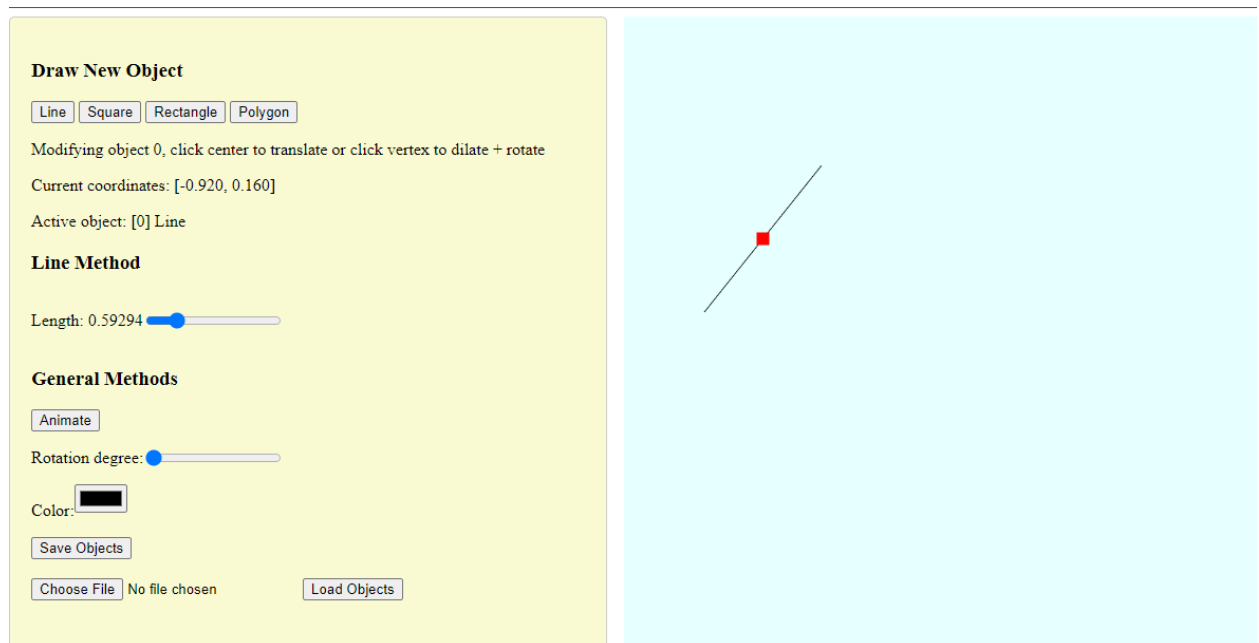 Draw New Object
Line Square Rectangle Polygon
Modifying object 0, click center to translate or click vertex to dilate + rotate
Current coordinates: [-0.920, 0.160]
Active object: [0] Line
Line Method
Length: 0.59294
General Methods
Animate
Rotation degree:
Color:
Save Objects
Choose File No file chosen Load Objects